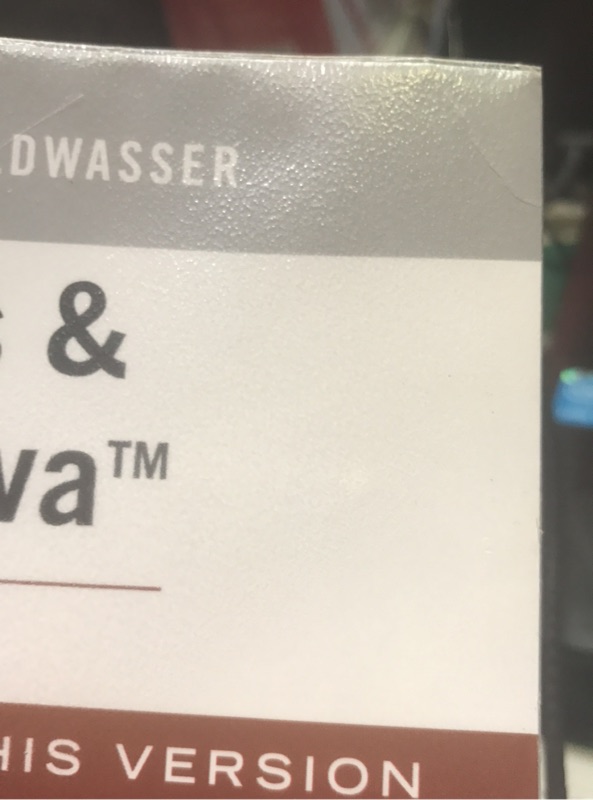 DWASSER
&
va™
HIS VERSION